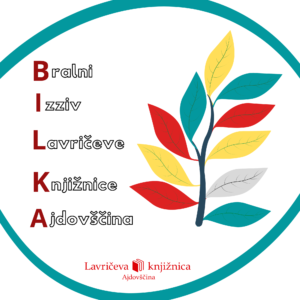 Bralni
Izziv
Lavričeve
Knjižnice
Ajdovščina
Lavričeva knjižnica
Ajdovščina